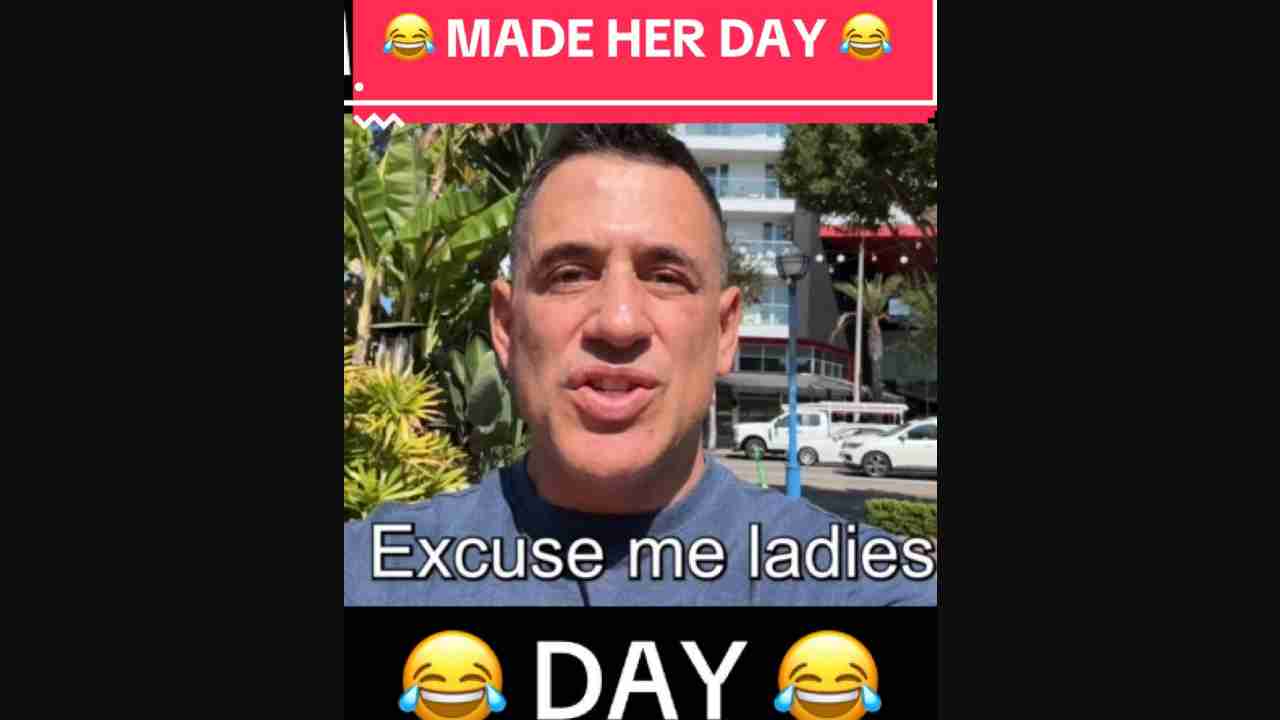 😂 MADE HER DAY 😂
Excuse me ladies
😂 DAY 😂